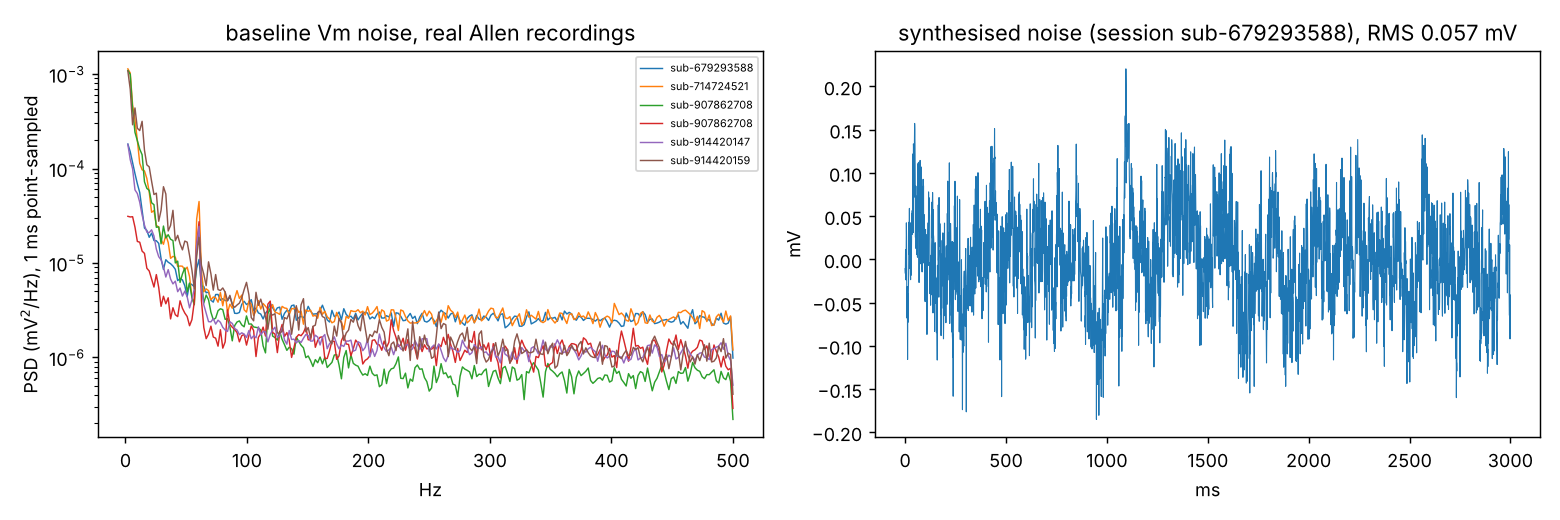 baseline Vm noise, real Allen recordings
PSD (mV²/Hz), 1 ms point-sampled
10⁻³
10⁻⁴
10⁻⁵
10⁻⁶
sub-679293588
sub-714724521
sub-907862708
sub-907862708
sub-914420147
sub-914420159
0
100
200
300
400
500
Hz
synthesised noise (session sub-679293588), RMS 0.057 mV
mV
0.20
0.15
0.10
0.05
0.00
−0.05
−0.10
−0.15
−0.20
0
500
1000
1500
2000
2500
3000
ms